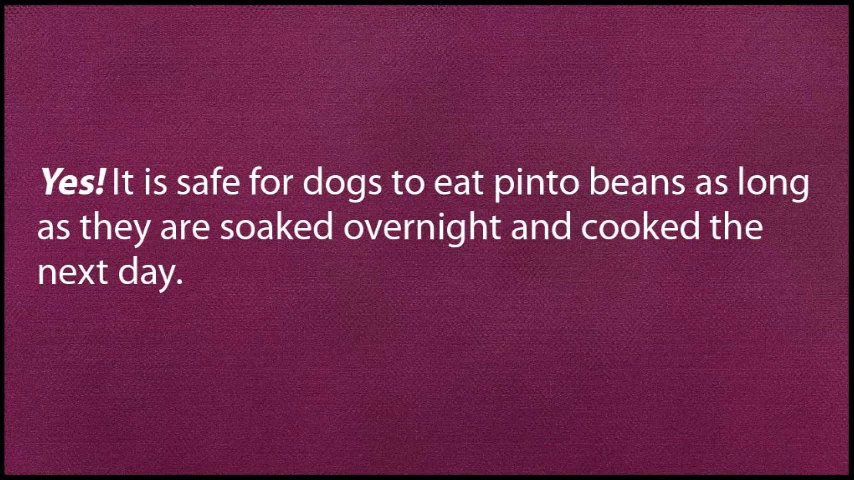 Yes! It is safe for dogs to eat pinto beans as long
as they are soaked overnight and cooked the
next day.